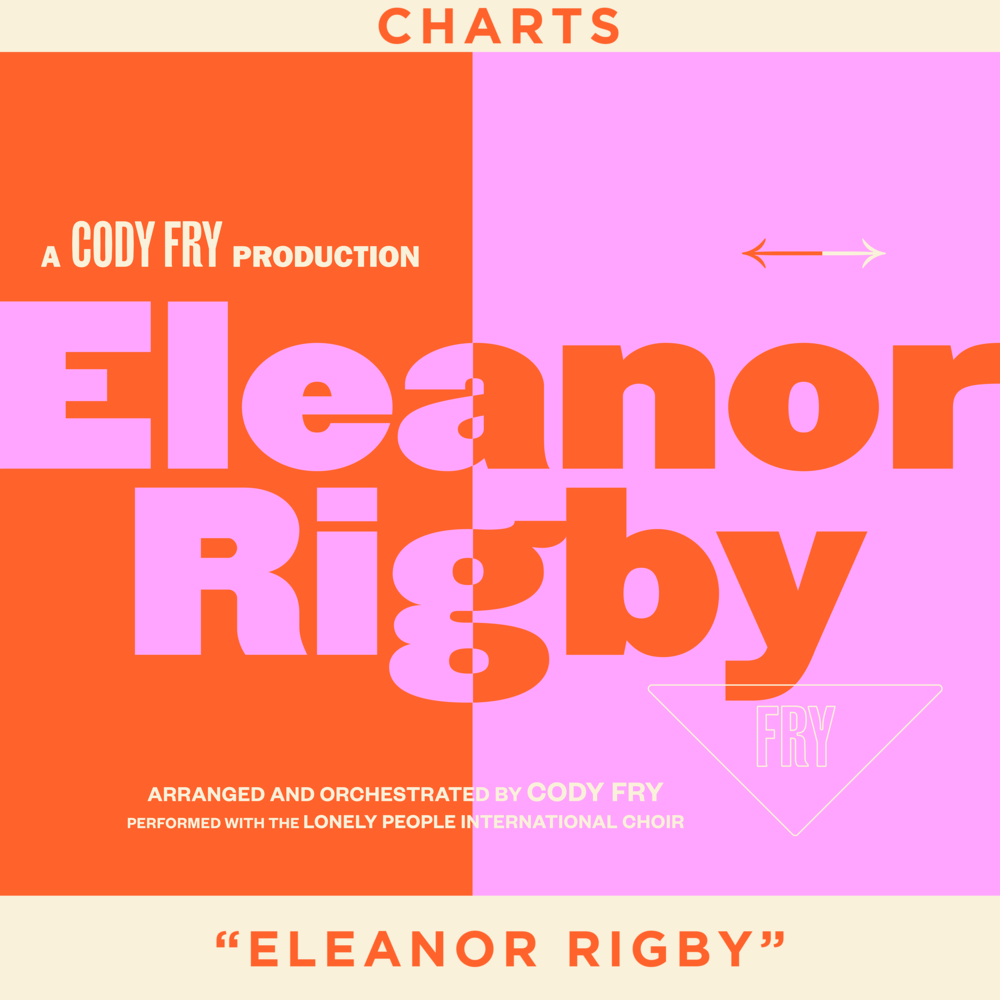 CHARTS
A CODY FRY PRODUCTION
Eleanor
Rigby
FRY
ARRANGED AND ORCHESTRATED BY CODY FRY
PERFORMED WITH THE LONELY PEOPLE INTERNATIONAL CHOIR
“ELEANOR RIGBY”